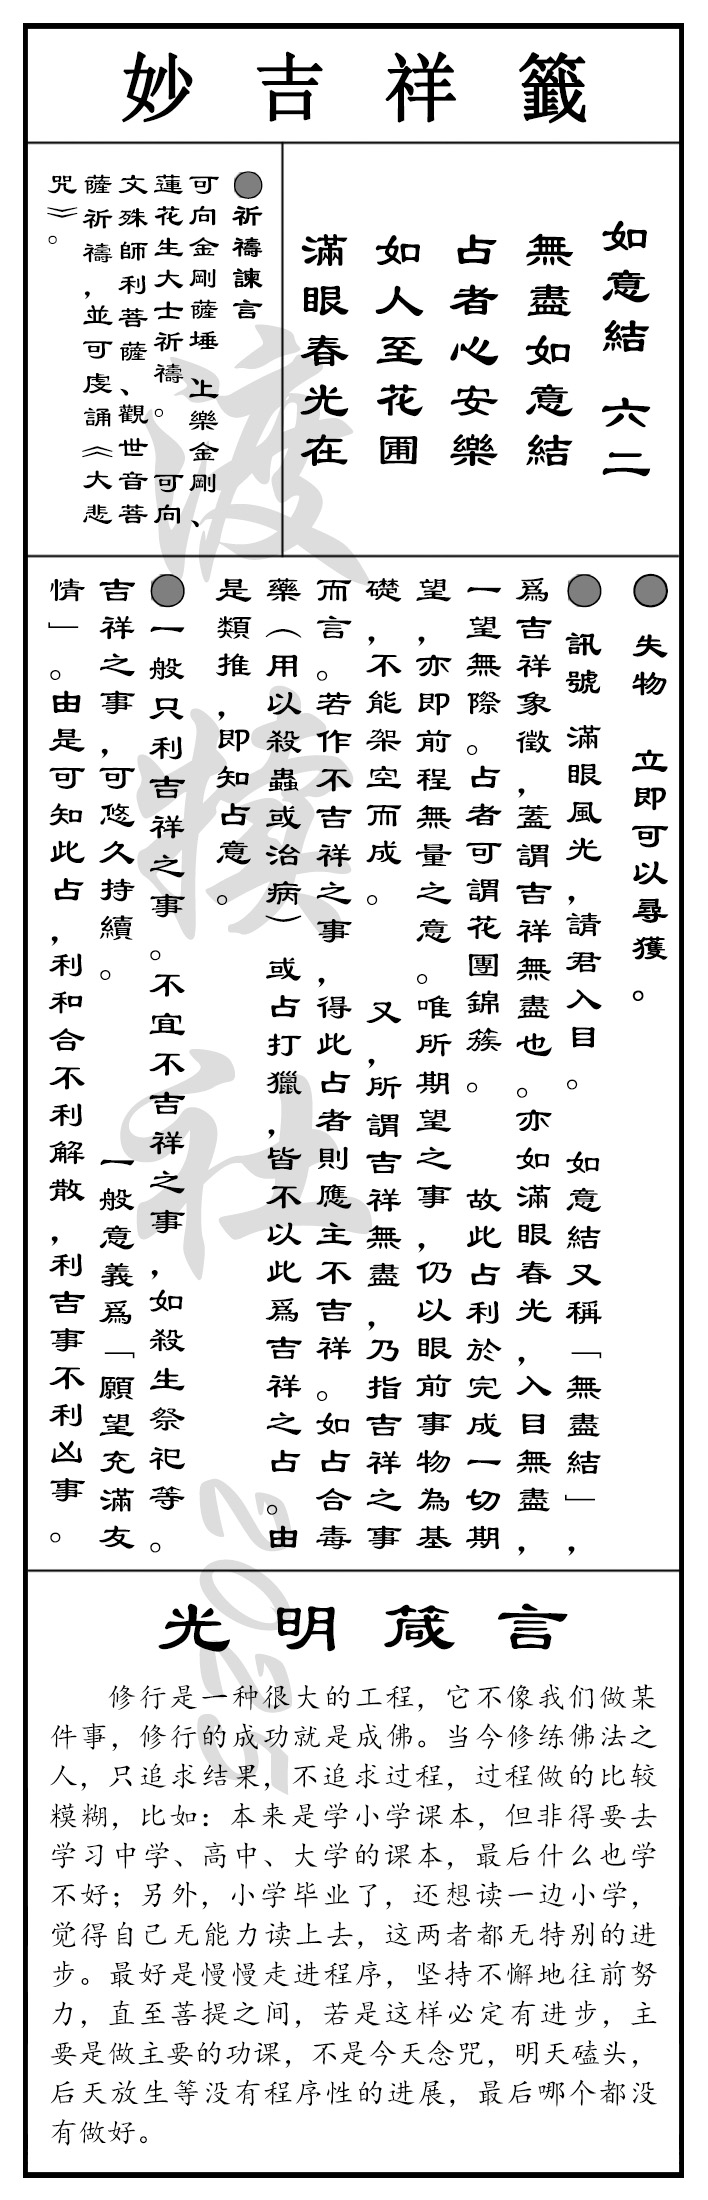 妙吉祥籤
如意結 六二
無盡如意結
占者心安樂
如人至花圃
滿眼春光在
●祈禱諫言
可向金剛薩埵、上樂金剛、
蓮花生大士祈禱。可向
文殊師利菩薩、觀世音菩
薩祈禱,並可虔誦《大悲
咒》。
● 失物 立即可以尋獲。
● 訊號 滿眼風光,請君入目。 如意結又稱「無盡結」,
爲吉祥象徵,蓋謂吉祥無盡也。亦如滿眼春光,入目無盡,
一望無際。占者可謂花團錦簇。 故此占利於完成一切期
望,亦即前程無量之意。唯所期望之事,仍以眼前事物為基
礎,不能架空而成。 又,所謂吉祥無盡,乃指吉祥之事
而言。若作不吉祥之事,得此占者則應主不吉祥。如占合毒
藥(用以殺蟲或治病)或占打獵,皆不以此爲吉祥之占。由
是類推,即知占意。
●一般只利吉祥之事。不宜不吉祥之事,如殺生祭祀等。
吉祥之事,可悠久持續。 一般意義爲「願望充滿友
情」。由是可知此占,利和合不利解散,利吉事不利凶事。
光明箴言
修行是一种很大的工程，它不像我们做某
件事，修行的成功就是成佛。当今修练佛法之
人，只追求结果，不追求过程，过程做的比较
模糊，比如：本来是学小学课本，但非得要去
学习中学、高中、大学的课本，最后什么也学
不好；另外，小学毕业了，还想读一边小学，
觉得自己无能力读上去，这两者都无特别的进
步。最好是慢慢走进程序，坚持不懈地往前努
力，直至菩提之间，若是这样必定有进步，主
要是做主要的功课，不是今天念咒，明天磕头，
后天放生等没有程序性的进展，最后哪个都没
有做好。
渡犊社2025